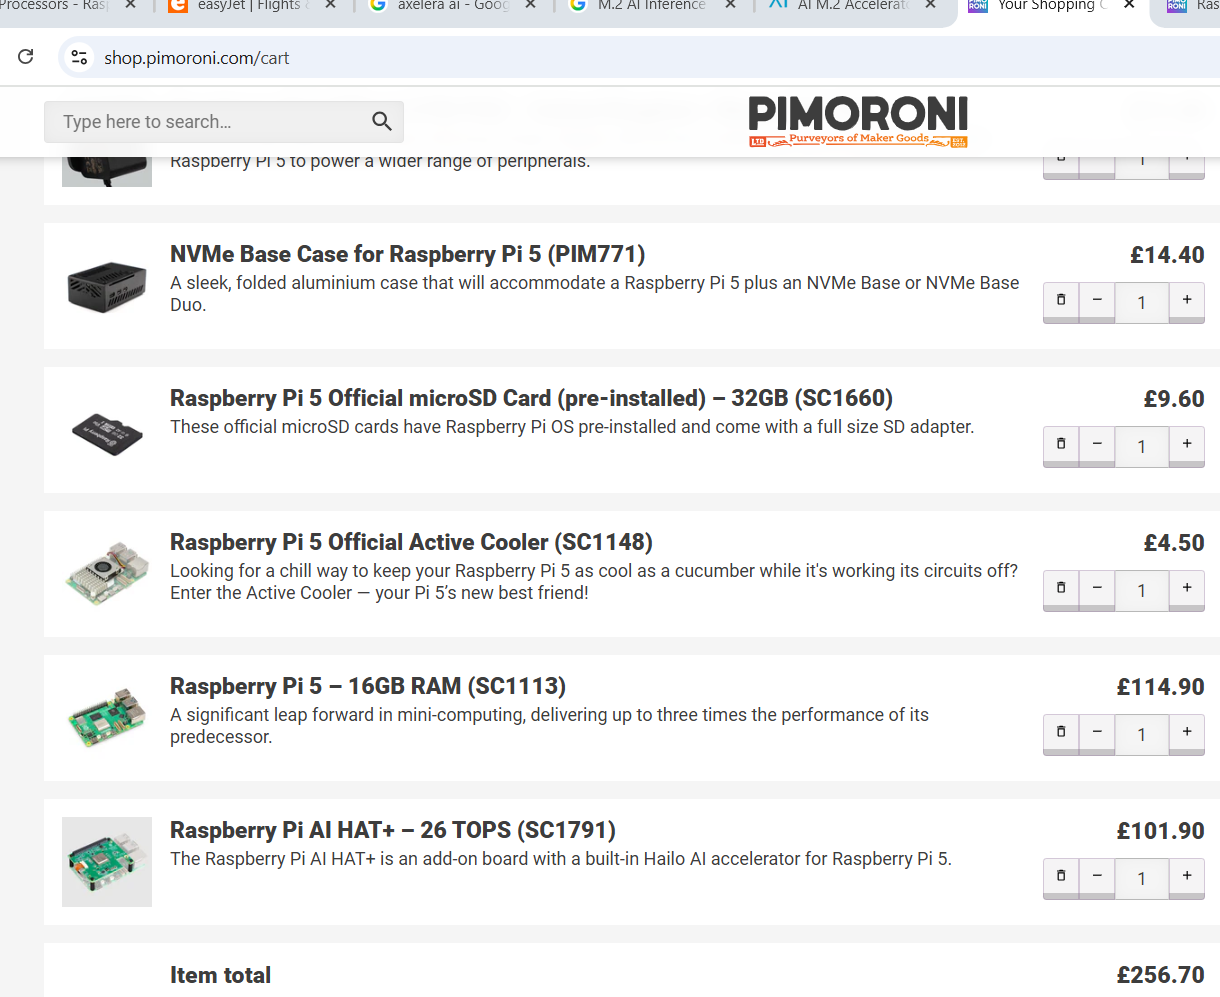 Processors - Rasp
easyJet | Flights &
axelera ai - Goog
M.2 AI Inference
AI M.2 Accelerato
Your Shopping C
Ras
shop.pimoroni.com/cart
Type here to search...
PIMORONI
LTD Purveyors of Maker Goods EST. 2012
Raspberry Pi 5 to power a wider range of peripherals.
1
NVMe Base Case for Raspberry Pi 5 (PIM771)
£14.40
A sleek, folded aluminium case that will accommodate a Raspberry Pi 5 plus an NVMe Base or NVMe Base
Duo.
− 1 +
Raspberry Pi 5 Official microSD Card (pre-installed) – 32GB (SC1660)
£9.60
These official microSD cards have Raspberry Pi OS pre-installed and come with a full size SD adapter.
− 1 +
Raspberry Pi 5 Official Active Cooler (SC1148)
£4.50
Looking for a chill way to keep your Raspberry Pi 5 as cool as a cucumber while it's working its circuits off?
Enter the Active Cooler — your Pi 5’s new best friend!
− 1 +
Raspberry Pi 5 – 16GB RAM (SC1113)
£114.90
A significant leap forward in mini-computing, delivering up to three times the performance of its
predecessor.
− 1 +
Raspberry Pi AI HAT+ – 26 TOPS (SC1791)
£101.90
The Raspberry Pi AI HAT+ is an add-on board with a built-in Hailo AI accelerator for Raspberry Pi 5.
− 1 +
Item total
£256.70